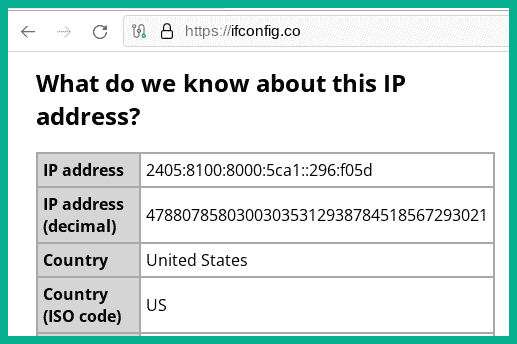 https://ifconfig.co
What do we know about this IP
address?
IP address 2405:8100:8000:5ca1::296:f05d
IP address
(decimal) 47880785803003035312938784518567293021
Country United States
Country
(ISO code) US